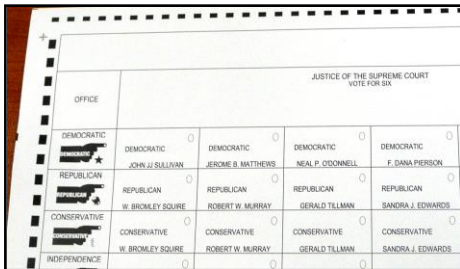 JUSTICE OF THE SUPREME COURT
VOTE FOR SIX
OFFICE
DEMOCRATIC
DEMOCRATIC
DEMOCRATIC DEMOCRATIC DEMOCRATIC DEMOCRATIC
JOHN JJ SULLIVAN JEROME B. MATTHEWS NEAL P. O'DONNELL F. DANA PIERSON
REPUBLICAN
REPUBLICAN
REPUBLICAN REPUBLICAN REPUBLICAN REPUBLICAN
W. BROMLEY SQUIRE ROBERT W. MURRAY GERALD TILLMAN SANDRA J. EDWARDS
CONSERVATIVE
CONSERVATIVE
CONSERVATIVE CONSERVATIVE CONSERVATIVE CONSERVATIVE
W. BROMLEY SQUIRE ROBERT W. MURRAY GERALD TILLMAN SANDRA J. EDWARDS
INDEPENDENCE